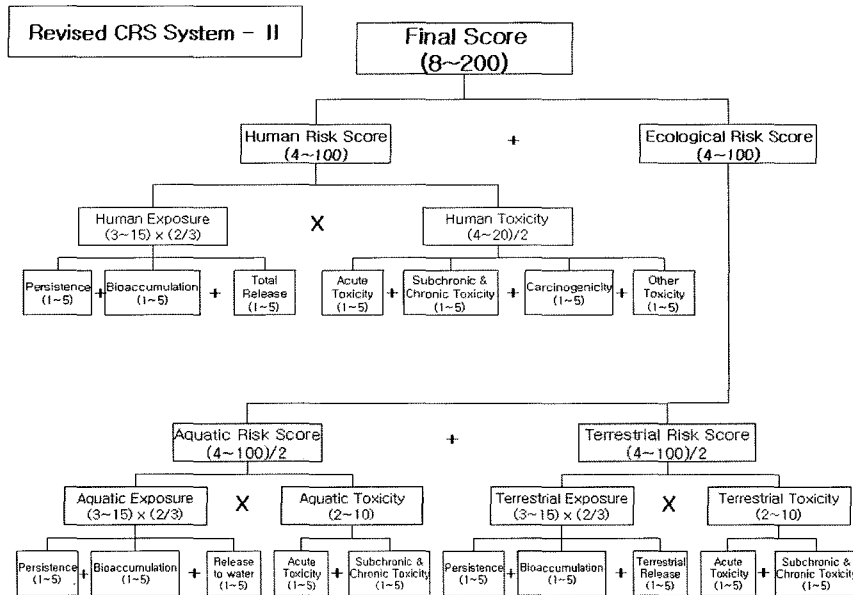 Revised CRS System - II
Final Score
(8~200)
Human Risk Score
(4~100)
+
Ecological Risk Score
(4~100)
Human Exposure
(3~15) x (2/3)
X
Human Toxicity
(4~20)/2
Persistence
(1~5)
+
Bioaccumulation
(1~5)
+
Total
Release
(1~5)
Acute
Toxicity
(1~5)
+
Subchronic &
Chronic Toxicity
(1~5)
+
Carcinogenicity
(1~5)
+
Other
Toxicity
(1~5)
Aquatic Risk Score
(4~100)/2
+
Terrestrial Risk Score
(4~100)/2
Aquatic Exposure
(3~15) x (2/3)
X
Aquatic Toxicity
(2~10)
Terrestrial Exposure
(3~15) x (2/3)
X
Terrestrial Toxicity
(2~10)
Persistence
(1~5)
+
Bioaccumulation
(1~5)
+
Release
to water
(1~5)
Acute
Toxicity
(1~5)
+
Subchronic &
Chronic Toxicity
(1~5)
Persistence
(1~5)
+
Bioaccumulation
(1~5)
+
Terrestrial
Release
(1~5)
Acute
Toxicity
(1~5)
+
Subchronic &
Chronic Toxicity
(1~5)